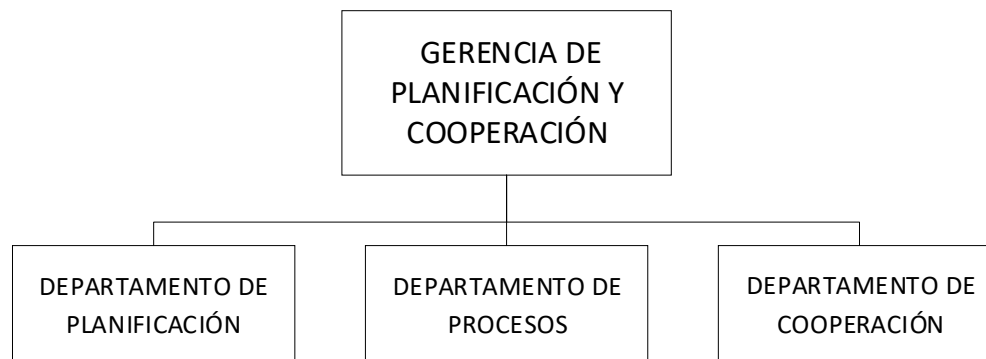 GERENCIA DE
PLANIFICACIÓN Y
COOPERACIÓN
DEPARTAMENTO DE
PLANIFICACIÓN
DEPARTAMENTO DE
PROCESOS
DEPARTAMENTO DE
COOPERACIÓN